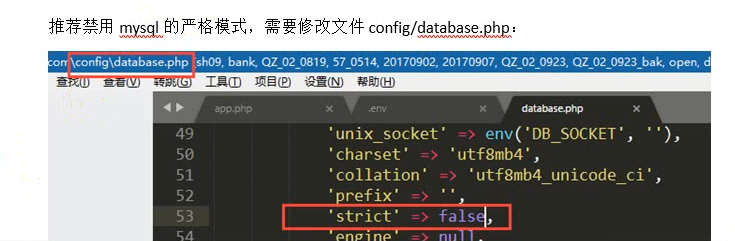 推荐禁用 mysql 的严格模式，需要修改文件 config/database.php：
com\config\database.php (sh09, bank, QZ_02_0819, 57_0514, 20170902, 20170907, QZ_02_0923, QZ_02_0923_bak, open, d
查找(I) 查看(V) 转跳(G) 工具(T) 项目(P) 设置(N) 帮助(H)
app.php × .env × database.php ×
49 'unix_socket' => env('DB_SOCKET', ''),
50 'charset' => 'utf8mb4',
51 'collation' => 'utf8mb4_unicode_ci',
52 'prefix' => '',
53 'strict' => false,
54 'engine' => null,